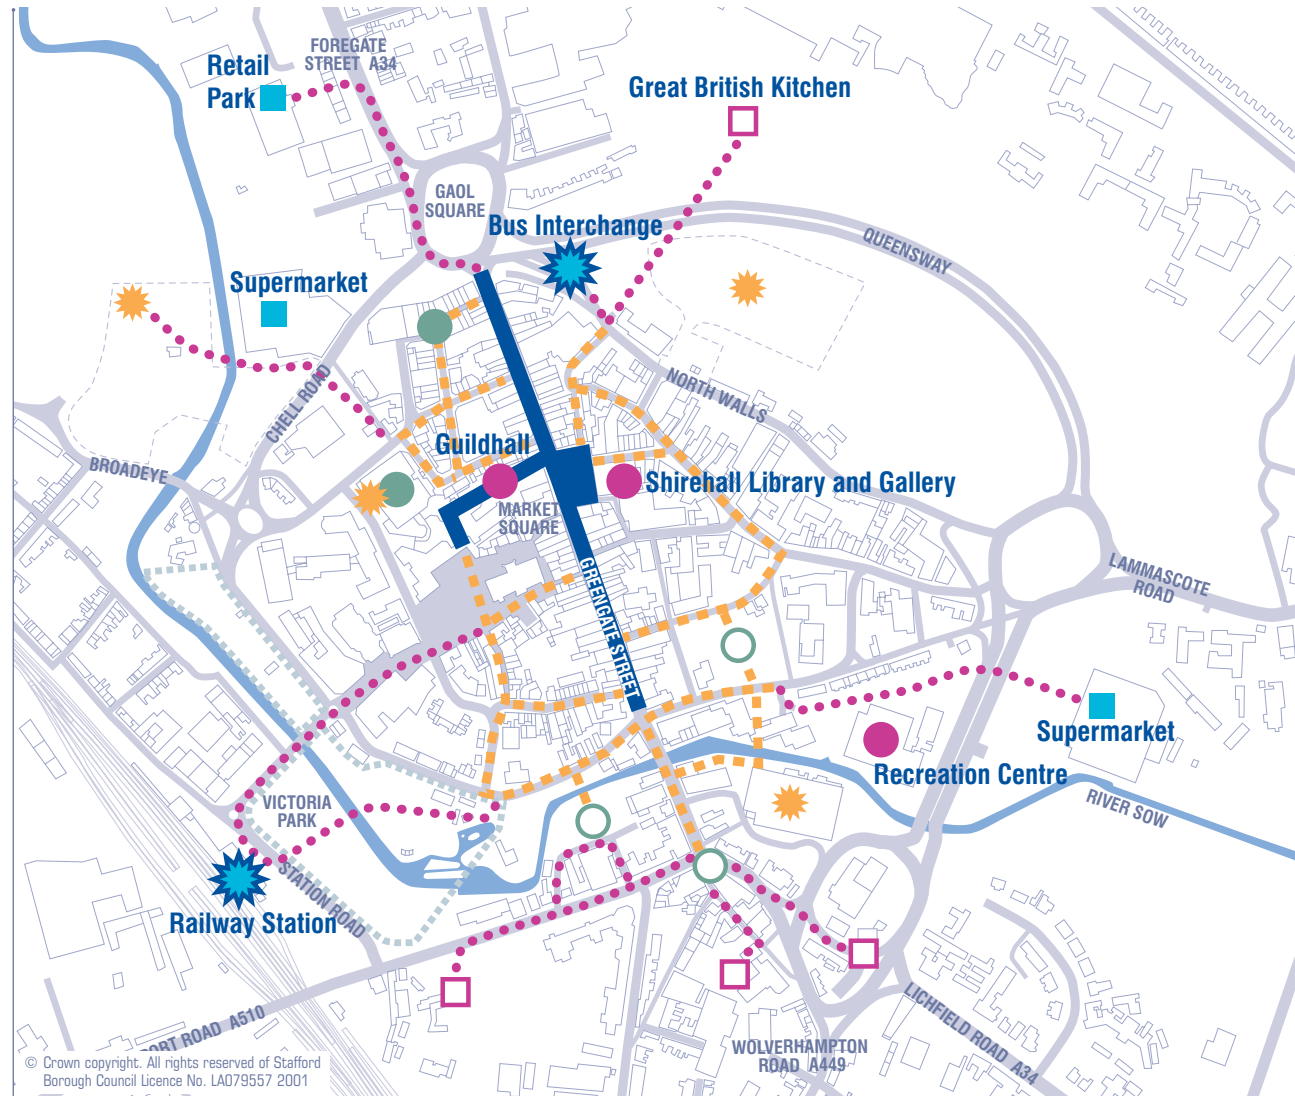 FOREGATE
STREET A34
Retail
Park
Great British Kitchen
GAOL
SQUARE
Bus Interchange
QUEENSWAY
Supermarket
CHELL ROAD
NORTH WALLS
Guildhall
BROADEYE
Shirehall Library and Gallery
MARKET
SQUARE
LAMMASCOTE
ROAD
GREENGATE STREET
Supermarket
Recreation Centre
RIVER SOW
VICTORIA
PARK
STATION ROAD
Railway Station
LICHFIELD ROAD A34
ORT ROAD A510
WOLVERHAMPTON
ROAD A449
© Crown copyright. All rights reserved of Stafford
Borough Council Licence No. LA079557 2001